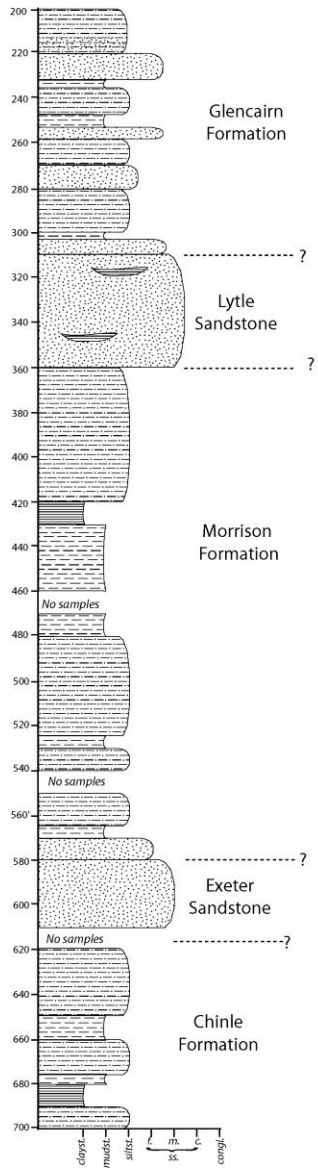 200
220
240
Glencairn
Formation
260
280
300
?
320
Lytle
Sandstone
340
360
?
380
400
420
Morrison
Formation
440
460
No samples
480
500
520
540
No samples
560
580
?
Exeter
Sandstone
600
No samples
?
620
640
Chinle
Formation
660
680
700
clayst.
mudst.
siltst.
f.
m.
c.
congl.
ss.